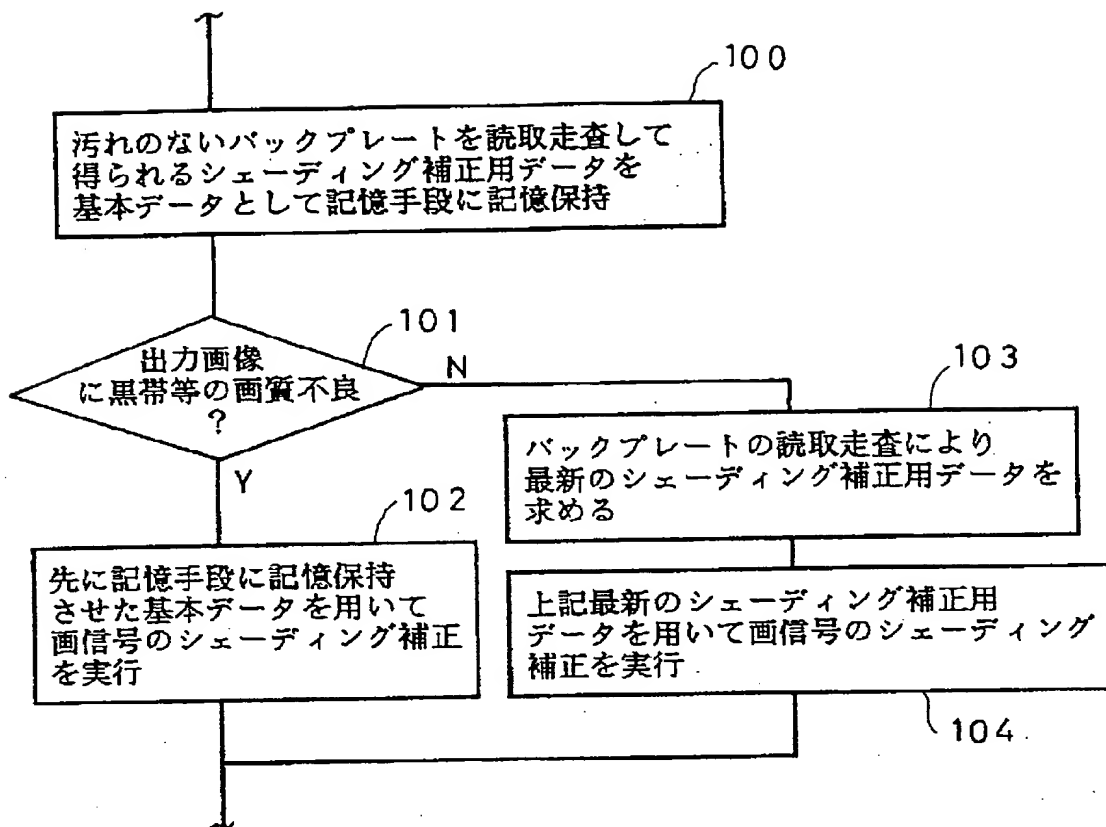 100
汚れのないバックプレートを読取走査して
得られるシェーディング補正用データを
基本データとして記憶手段に記憶保持
101
出力画像
に黒帯等の画質不良
?
N
Y
102
先に記憶手段に記憶保持
させた基本データを用いて
画信号のシェーディング補正
を実行
103
バックプレートの読取走査により
最新のシェーディング補正用データを
求める
上記最新のシェーディング補正用
データを用いて画信号のシェーディング
補正を実行
104